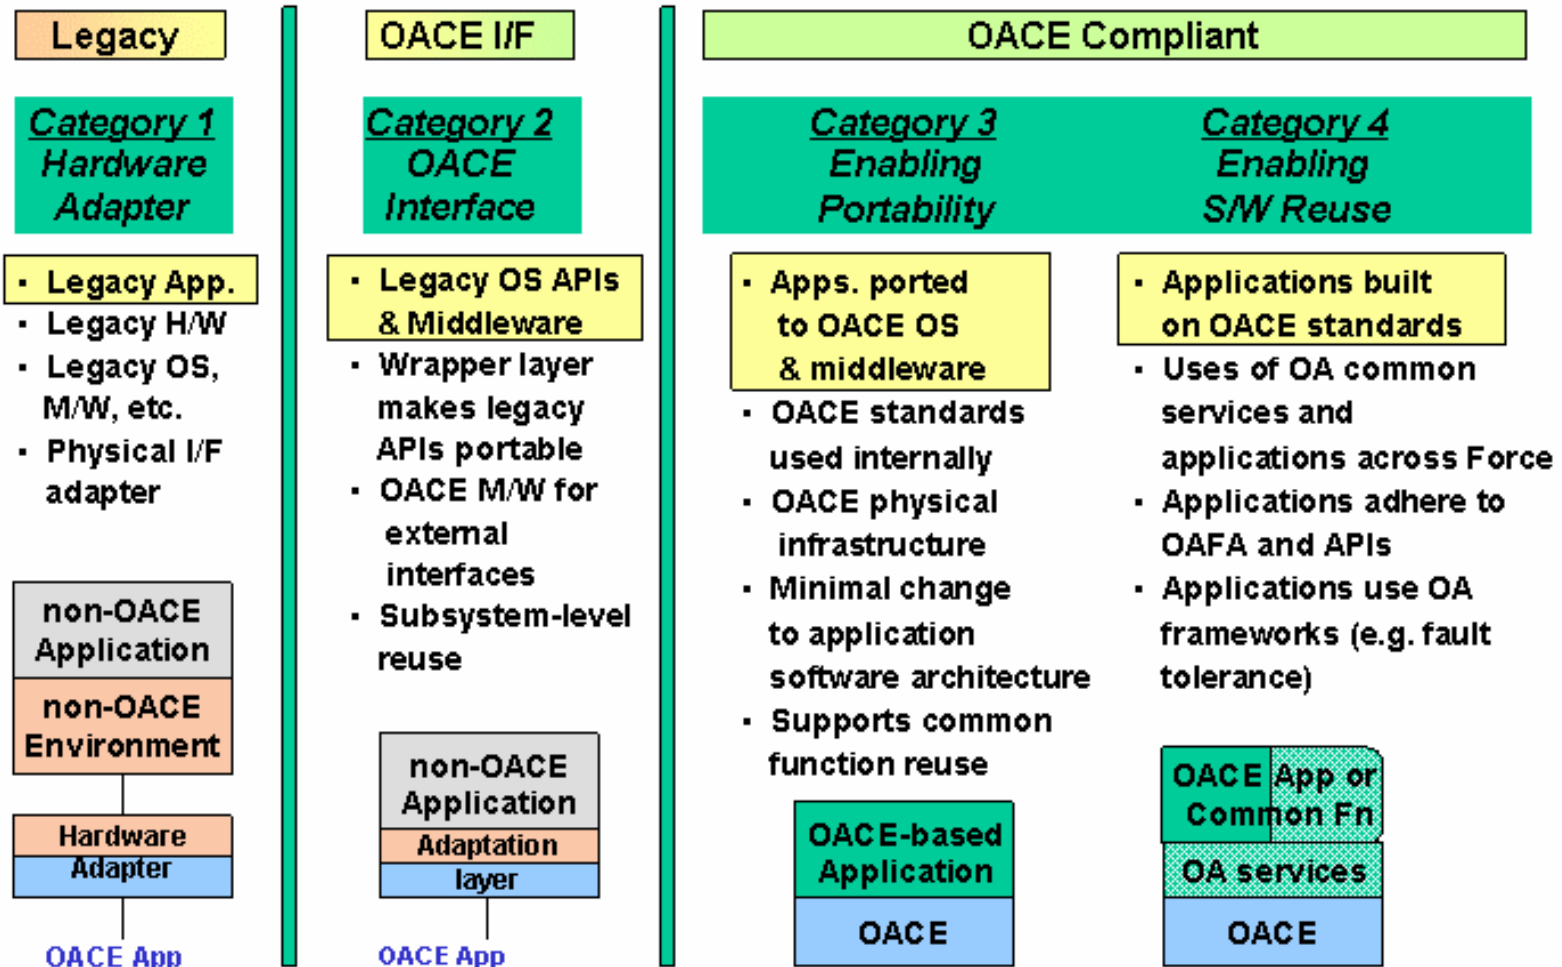 Legacy
Category 1
Hardware
Adapter
▪ Legacy App.
▪ Legacy H/W
▪ Legacy OS,
M/W, etc.
▪ Physical I/F
adapter
non-OACE
Application
non-OACE
Environment
Hardware
Adapter
OACE App
OACE I/F
Category 2
OACE
Interface
▪ Legacy OS APIs
& Middleware
▪ Wrapper layer
makes legacy
APIs portable
▪ OACE M/W for
external
interfaces
▪ Subsystem-level
reuse
non-OACE
Application
Adaptation
layer
OACE App
OACE Compliant
Category 3
Enabling
Portability
▪ Apps. ported
to OACE OS
& middleware
▪ OACE standards
used internally
▪ OACE physical
infrastructure
▪ Minimal change
to application
software architecture
▪ Supports common
function reuse
OACE-based
Application
OACE
Category 4
Enabling
S/W Reuse
▪ Applications built
on OACE standards
▪ Uses of OA common
services and
applications across Force
▪ Applications adhere to
OAFA and APIs
▪ Applications use OA
frameworks (e.g. fault
tolerance)
OACE App or
Common Fn
OA services
OACE